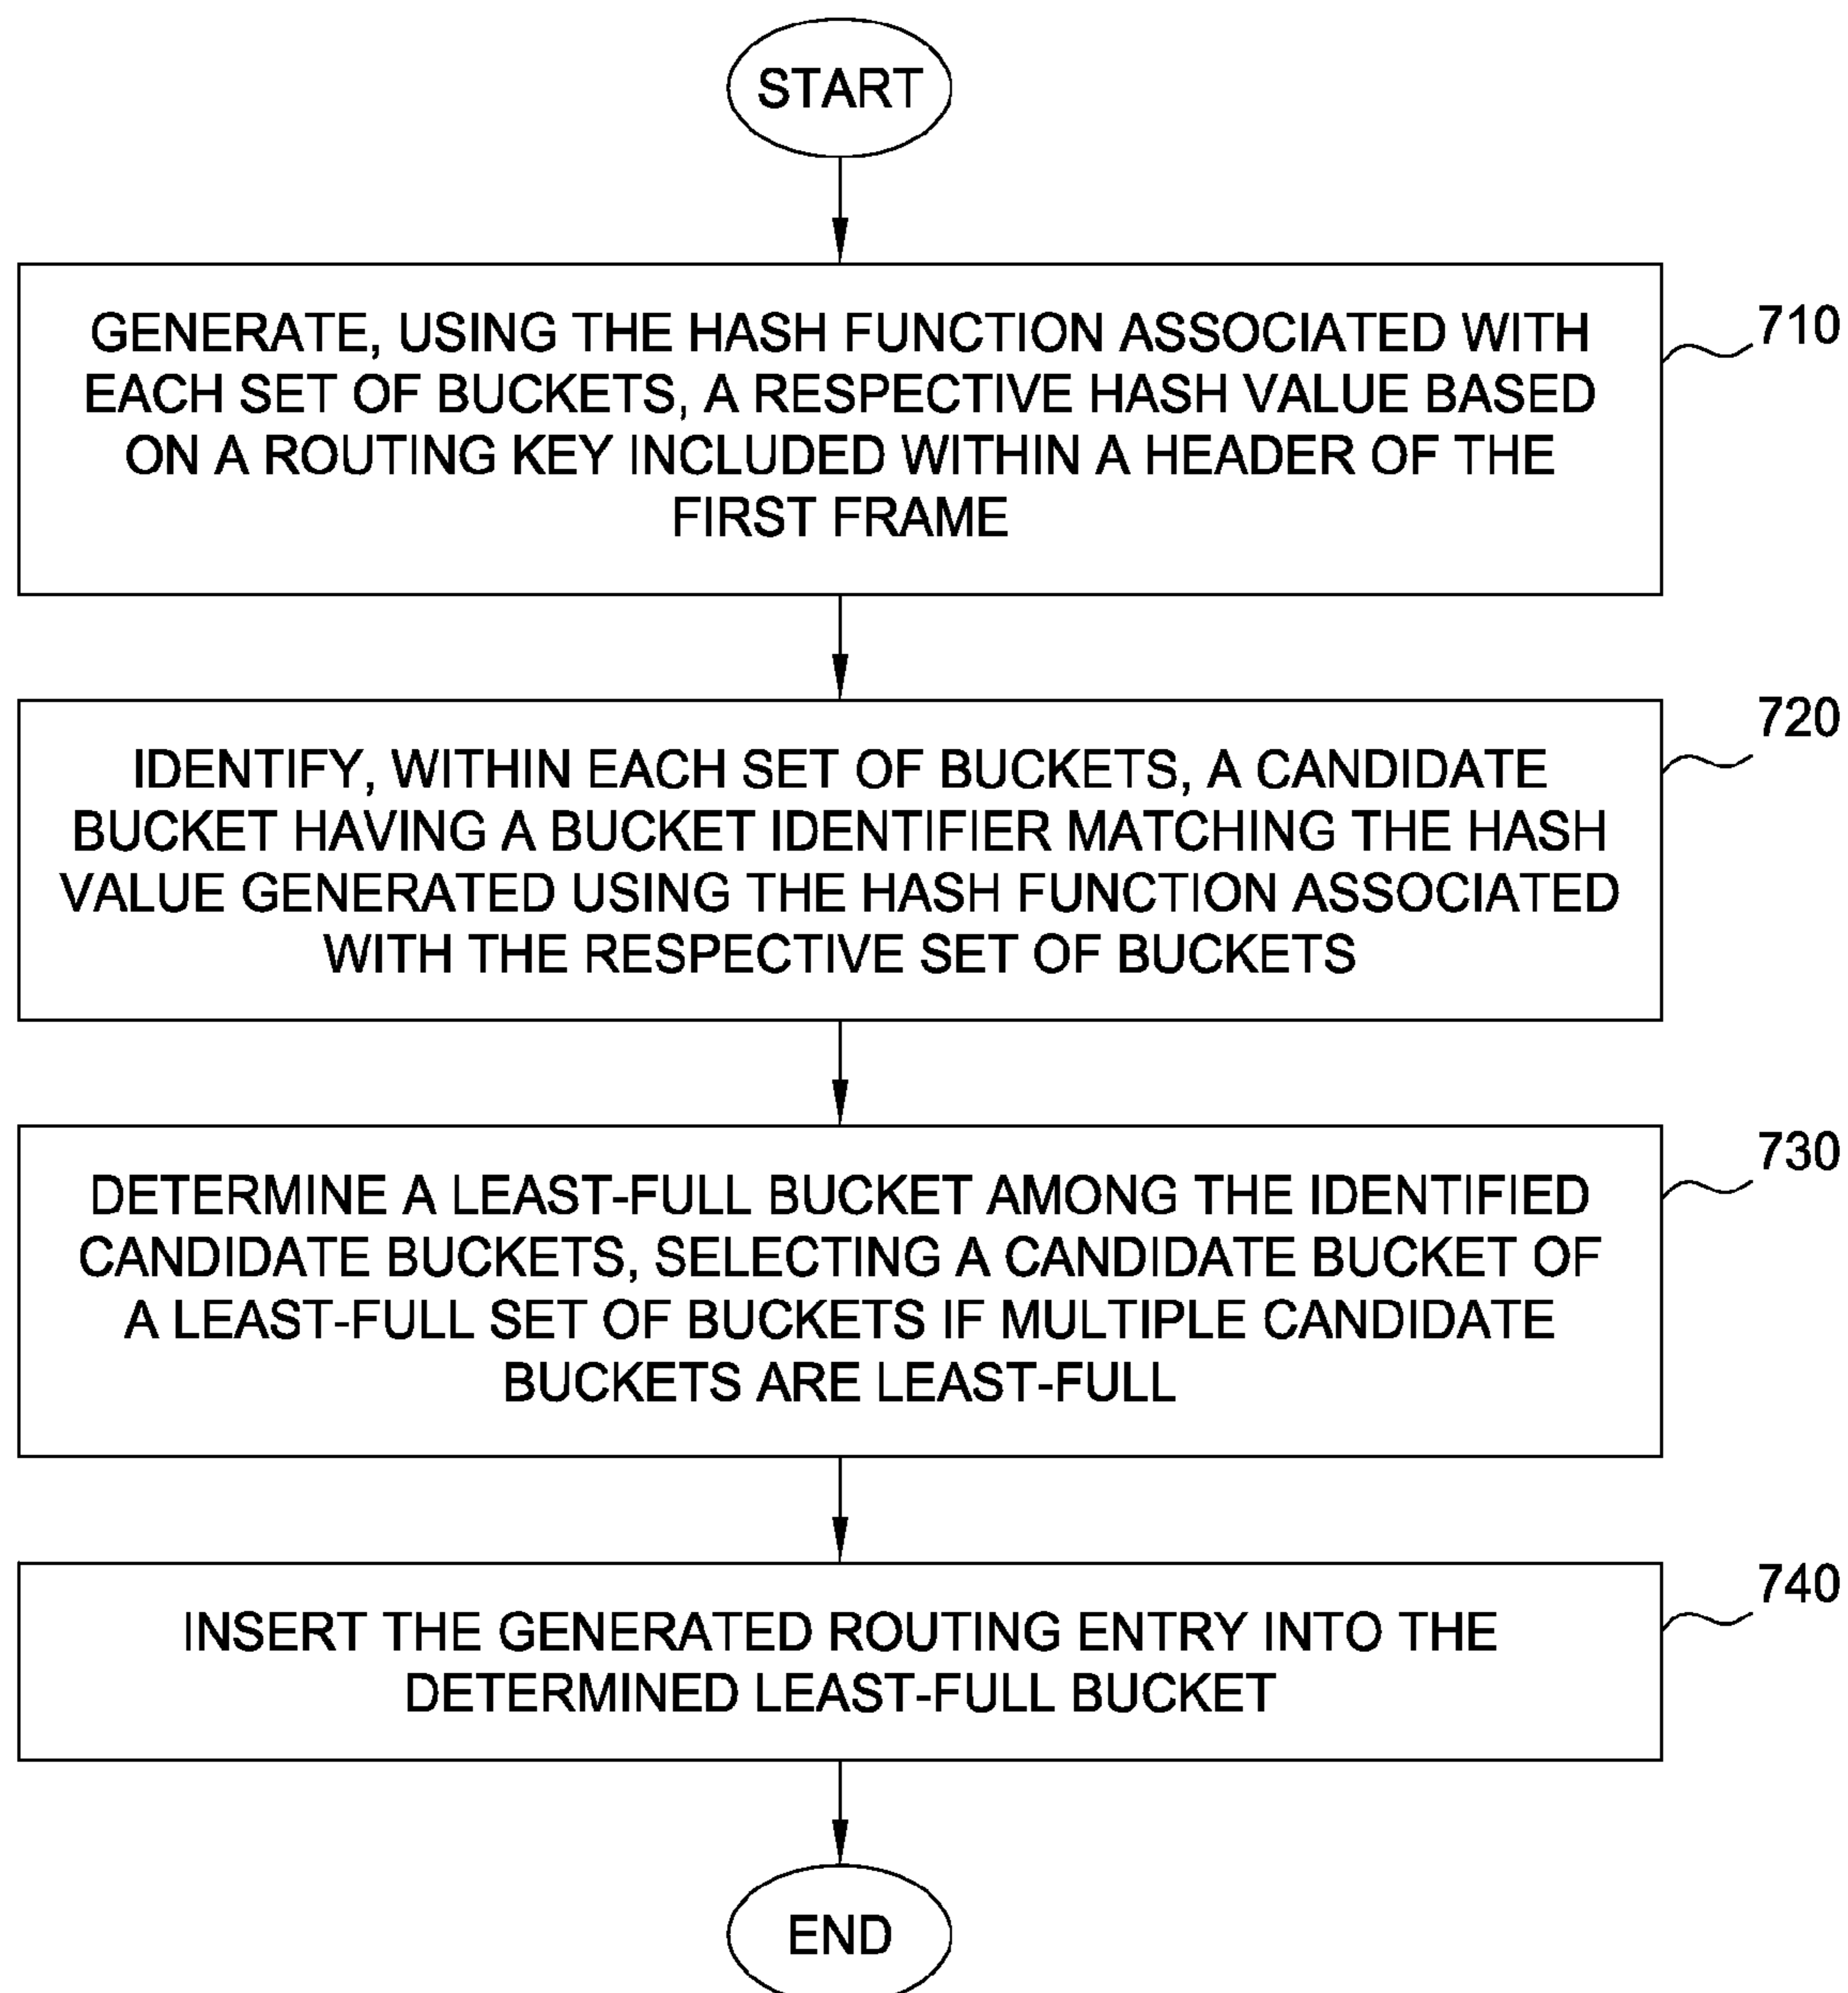 START
GENERATE, USING THE HASH FUNCTION ASSOCIATED WITH
EACH SET OF BUCKETS, A RESPECTIVE HASH VALUE BASED
ON A ROUTING KEY INCLUDED WITHIN A HEADER OF THE
FIRST FRAME
710
IDENTIFY, WITHIN EACH SET OF BUCKETS, A CANDIDATE
BUCKET HAVING A BUCKET IDENTIFIER MATCHING THE HASH
VALUE GENERATED USING THE HASH FUNCTION ASSOCIATED
WITH THE RESPECTIVE SET OF BUCKETS
720
DETERMINE A LEAST-FULL BUCKET AMONG THE IDENTIFIED
CANDIDATE BUCKETS, SELECTING A CANDIDATE BUCKET OF
A LEAST-FULL SET OF BUCKETS IF MULTIPLE CANDIDATE
BUCKETS ARE LEAST-FULL
730
INSERT THE GENERATED ROUTING ENTRY INTO THE
DETERMINED LEAST-FULL BUCKET
740
END